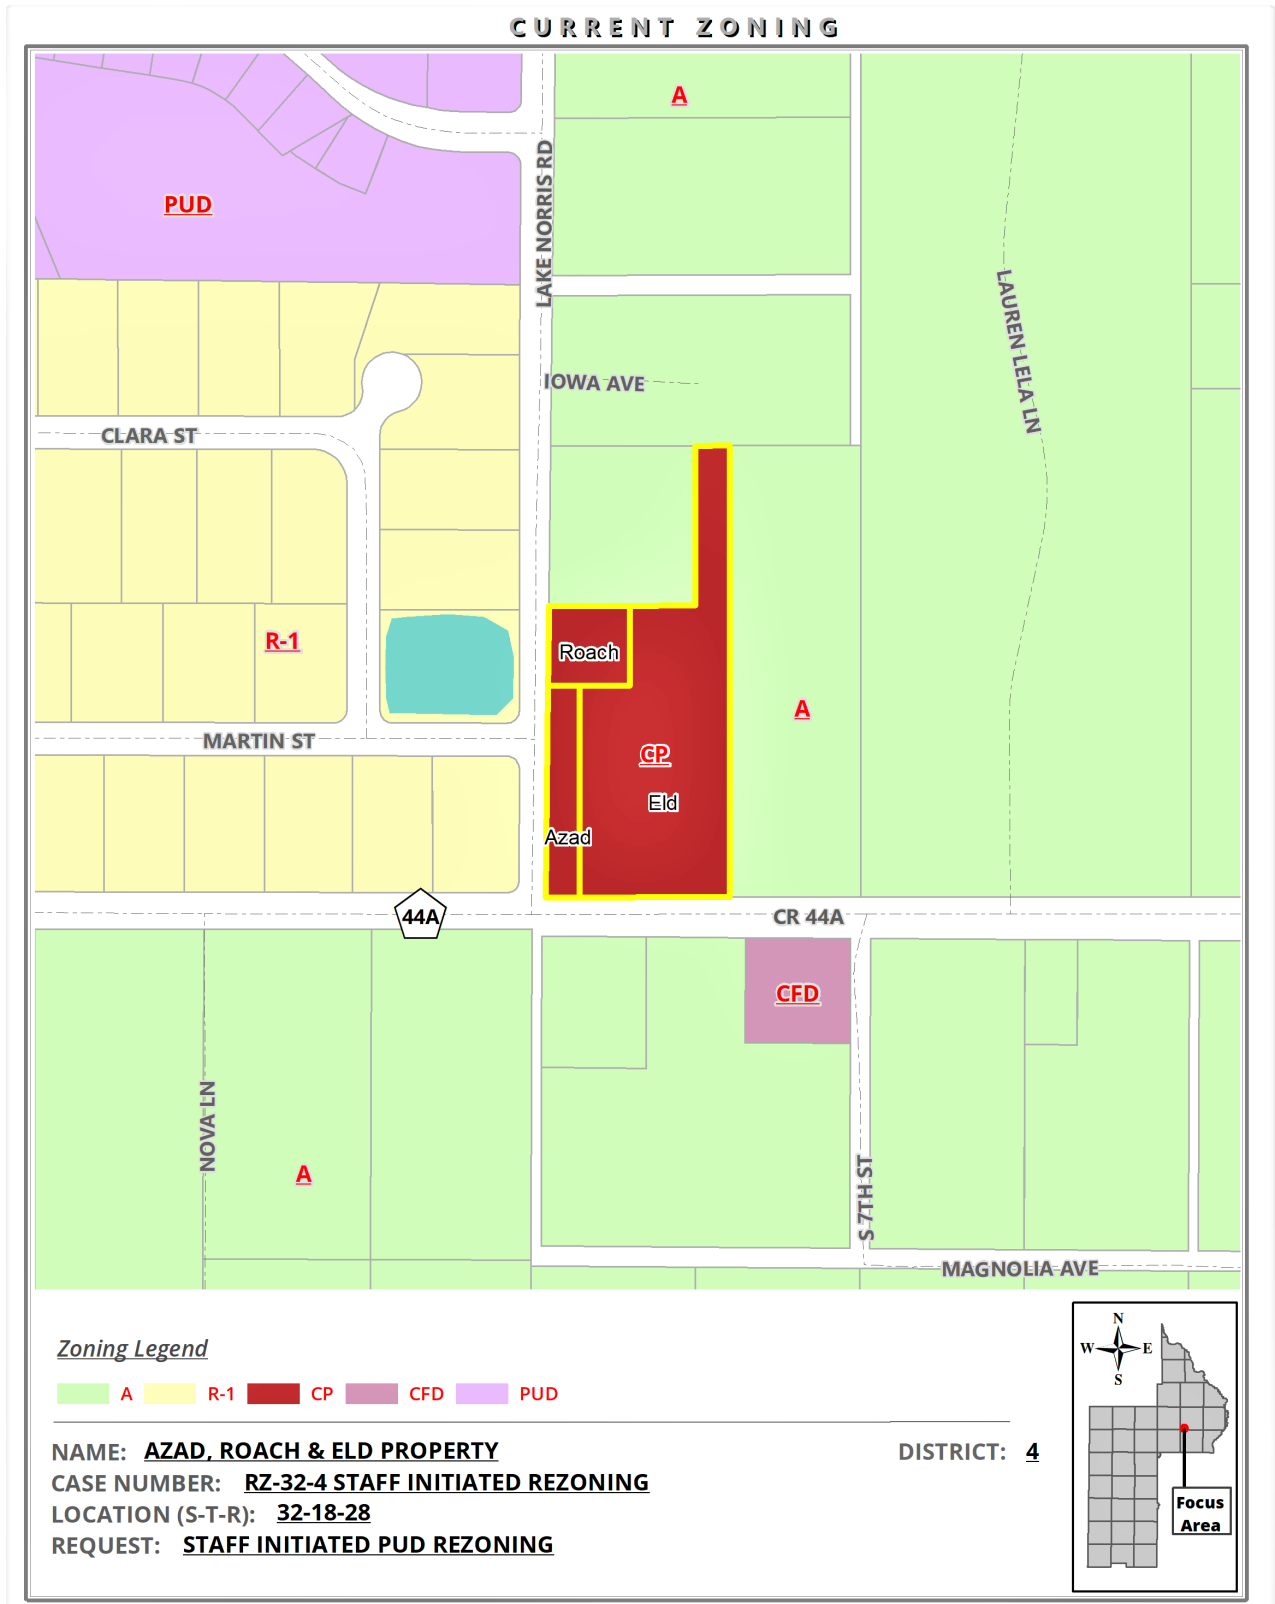 CURRENT ZONING
A
PUD
LAKE NORRIS RD
LAUREN LELA LN
IOWA AVE
CLARA ST
R-1
Roach
A
MARTIN ST
CP
Eld
Azad
44A
CR 44A
CFD
NOVA LN
A
S 7TH ST
MAGNOLIA AVE
Zoning Legend
A R-1 CP CFD PUD
N
W E
S
Focus
Area
NAME: AZAD, ROACH & ELD PROPERTY DISTRICT: 4
CASE NUMBER: RZ-32-4 STAFF INITIATED REZONING
LOCATION (S-T-R): 32-18-28
REQUEST: STAFF INITIATED PUD REZONING